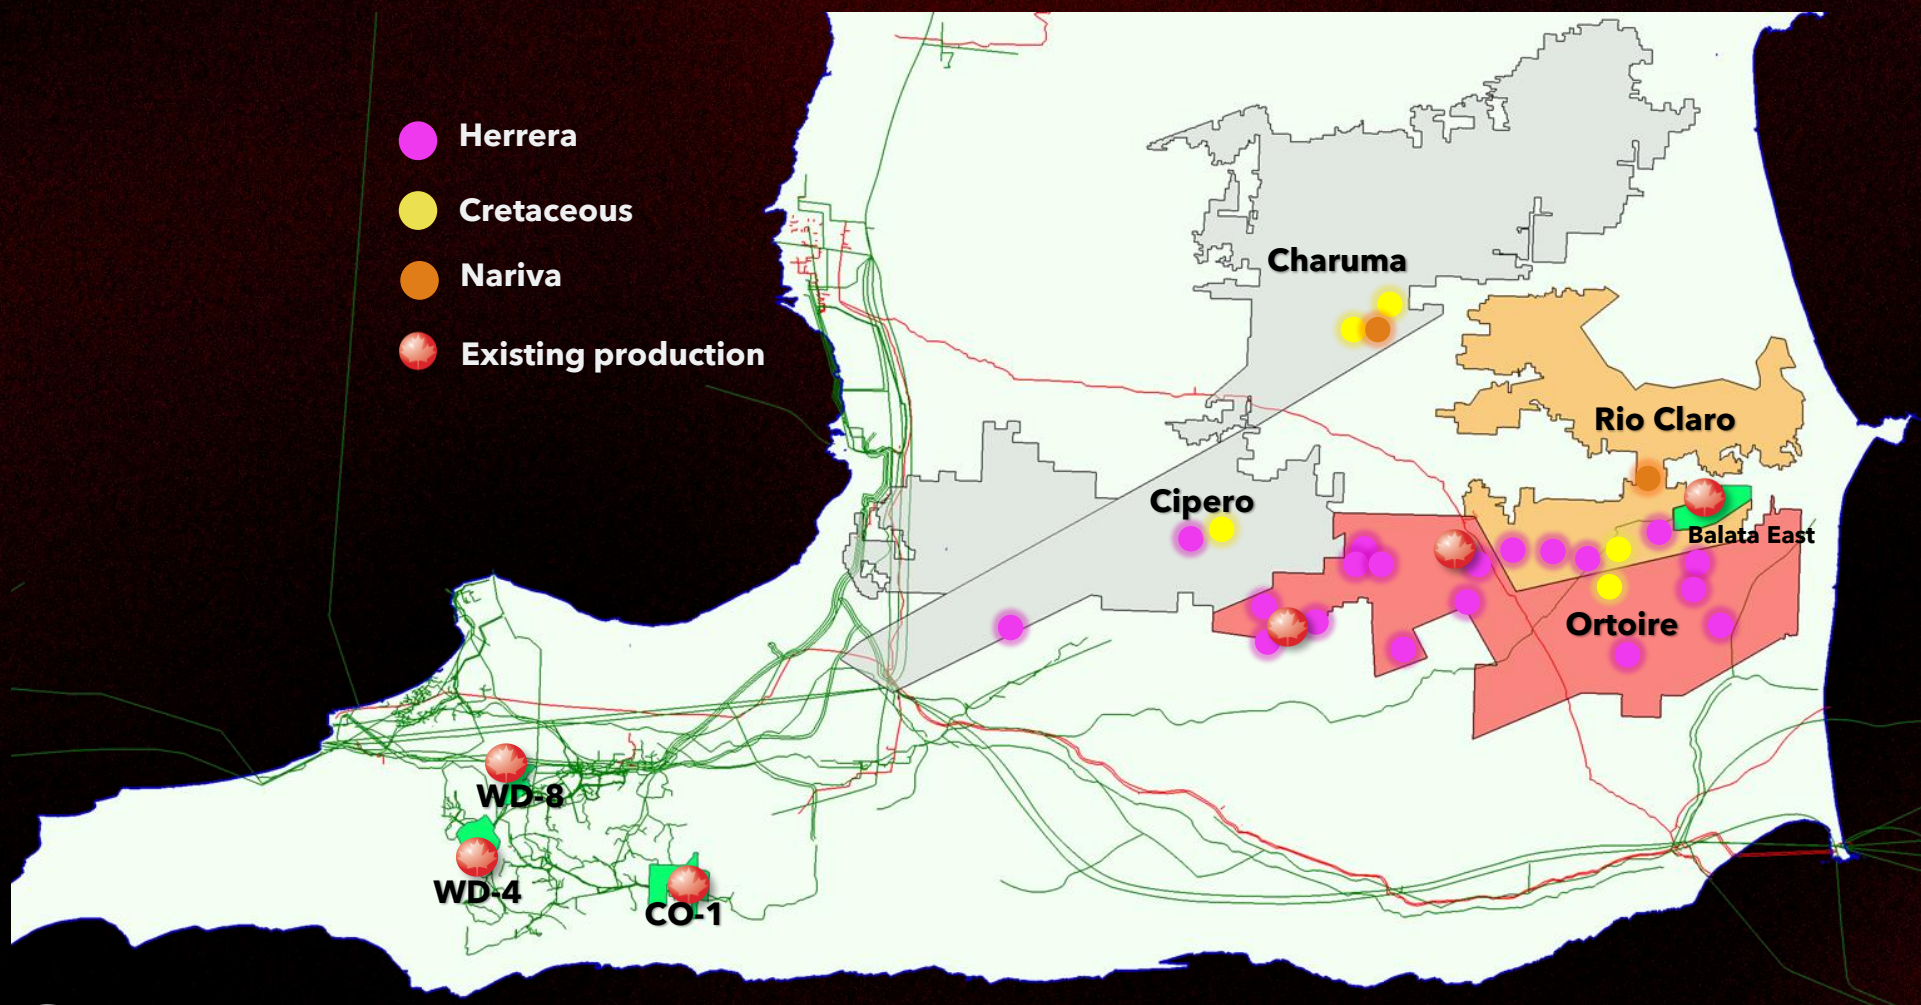 Herrera
Cretaceous
Nariva
Existing production
Charuma
Rio Claro
Cipero
Balata East
Ortoire
WD-8
WD-4
CO-1